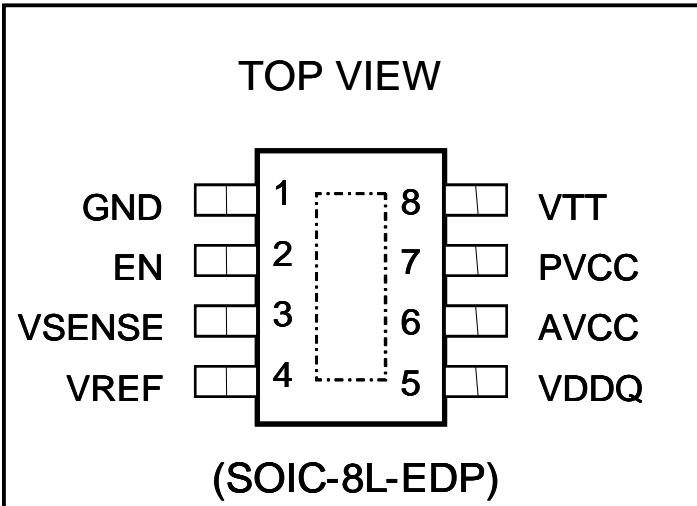 TOP VIEW
GND 1 8 VTT
EN 2 7 PVCC
VSENSE 3 6 AVCC
VREF 4 5 VDDQ
(SOIC-8L-EDP)